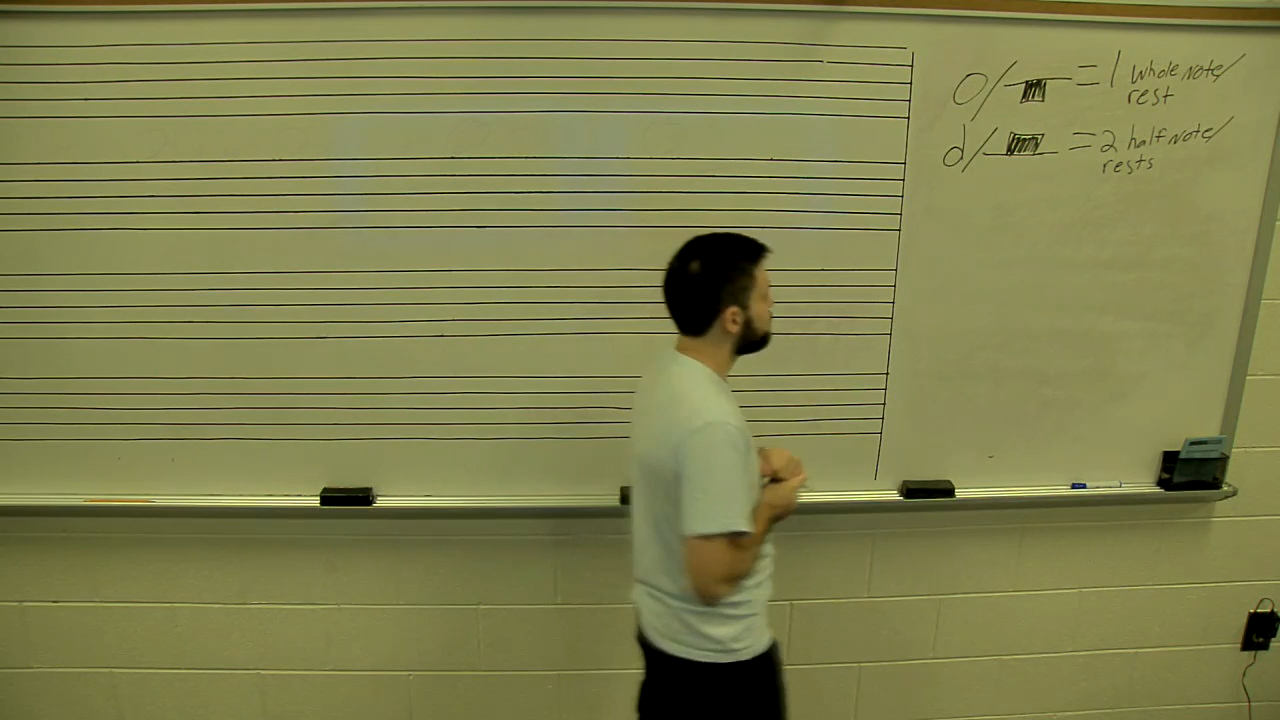 o/ = 1 whole note/
rest
d/ = 2 half note/
rests